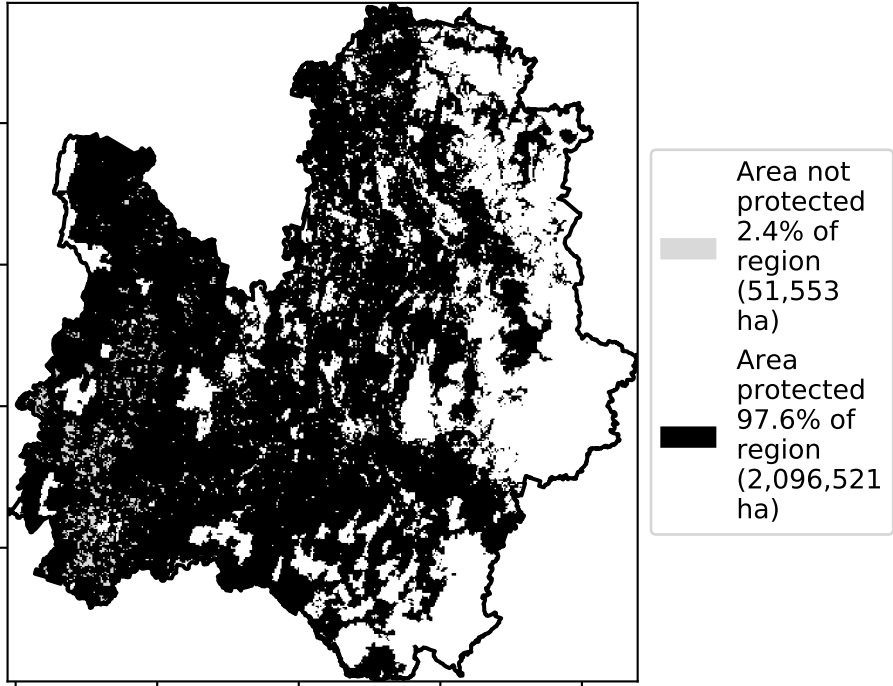 Area not
protected
2.4% of
region
(51,553
ha)
Area
protected
97.6% of
region
(2,096,521
ha)